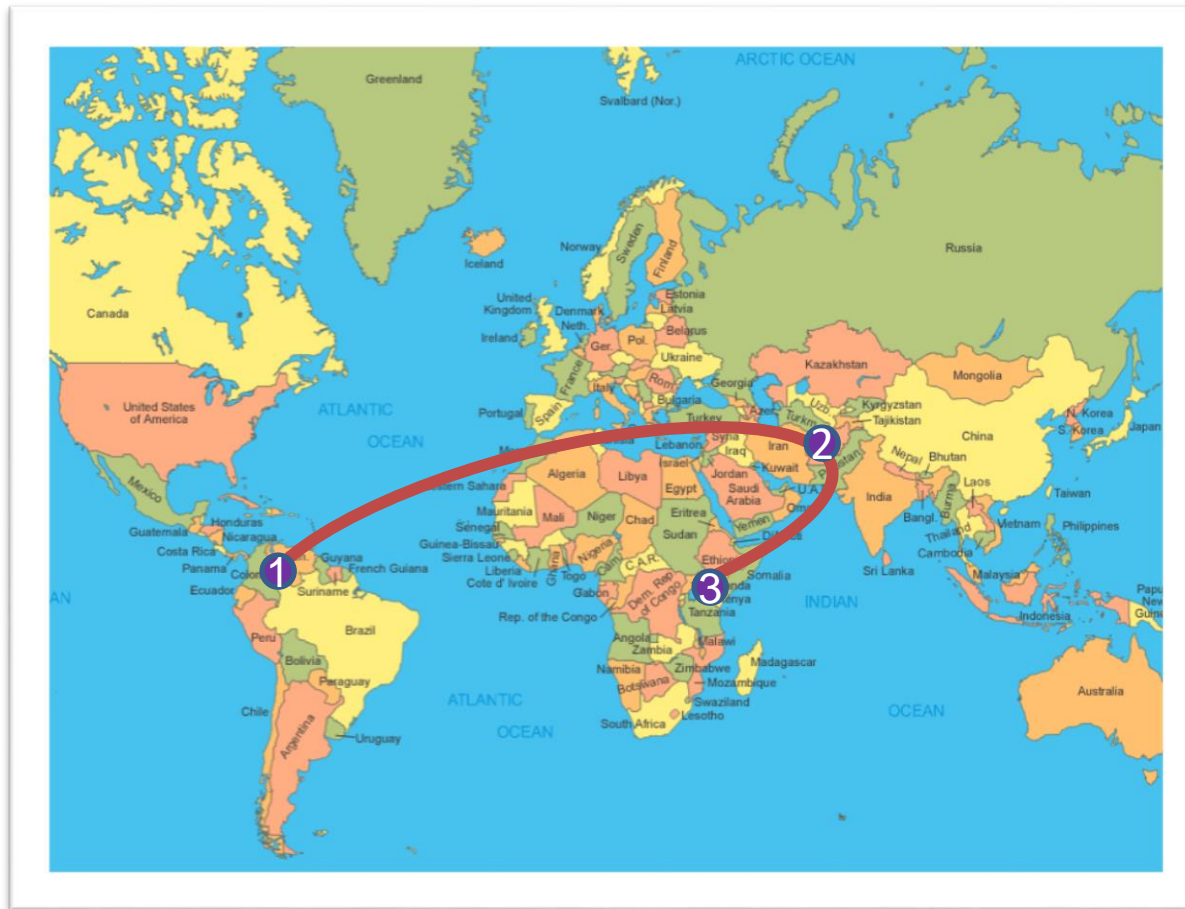 ARCTIC OCEAN
Greenland
Svalbard (Nor.)
Russia
Norway
Sweden
Finland
Iceland
Canada
United
Kingdom
Ireland
Denmark
Neth.
Estonia
Latvia
Belarus
Ger.
Pol.
Ukraine
France
Kazakhstan
Mongolia
Italy
Rom.
Bulgaria
Georgia
Azer.
Uzb.
Turkm.
Kyrgyzstan
Tajikistan
N. Korea
S. Korea
Japan
China
United States
of America
ATLANTIC
OCEAN
Portugal
Spain
Turkey
Syria
Lebanon
Iraq
Iran
2
Israel
Kuwait
Jordan
Nepal
Bhutan
Mexico
Algeria
Libya
Egypt
Saudi
Arabia
U.A.
India
Bangl.
Burma
Laos
Taiwan
Western Sahara
Mauritania
Mali
Niger
Chad
Sudan
Eritrea
Yemen
Thailand
Vietnam
Philippines
Guatemala
Honduras
Nicaragua
Costa Rica
Panama
Senegal
Guinea-Bissau
Sierra Leone
Liberia
Cote d' Ivoire
Ghana
Togo
Nigeria
C.A.R.
Cambodia
Sri Lanka
Malaysia
1
Guyana
French Guiana
Suriname
Ecuador
Gabon
Dem. Rep.
of Congo
3
Somalia
Tanzania
Rep. of the Congo
INDIAN
Indonesia
Peru
Brazil
Bolivia
Angola
Zambia
Malawi
Madagascar
Paraguay
Namibia
Botswana
Zimbabwe
Mozambique
Swaziland
Lesotho
South Africa
Chile
Argentina
Uruguay
ATLANTIC
OCEAN
OCEAN
Australia